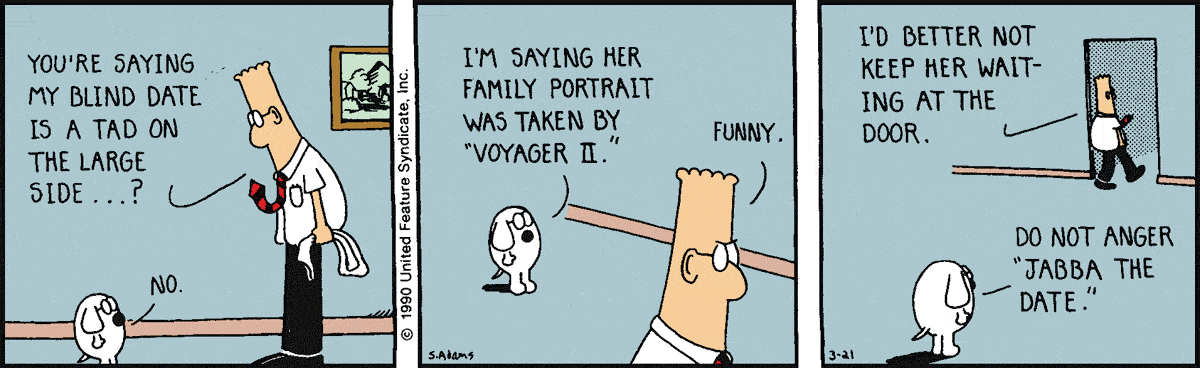 YOU'RE SAYING
MY BLIND DATE
IS A TAD ON
THE LARGE
SIDE...?
NO.
© 1990 United Feature Syndicate, Inc.
I'M SAYING HER
FAMILY PORTRAIT
WAS TAKEN BY
"VOYAGER II."
FUNNY.
S.Adams
I'D BETTER NOT
KEEP HER WAIT-
ING AT THE
DOOR.
DO NOT ANGER
"JABBA THE
DATE."
3-21